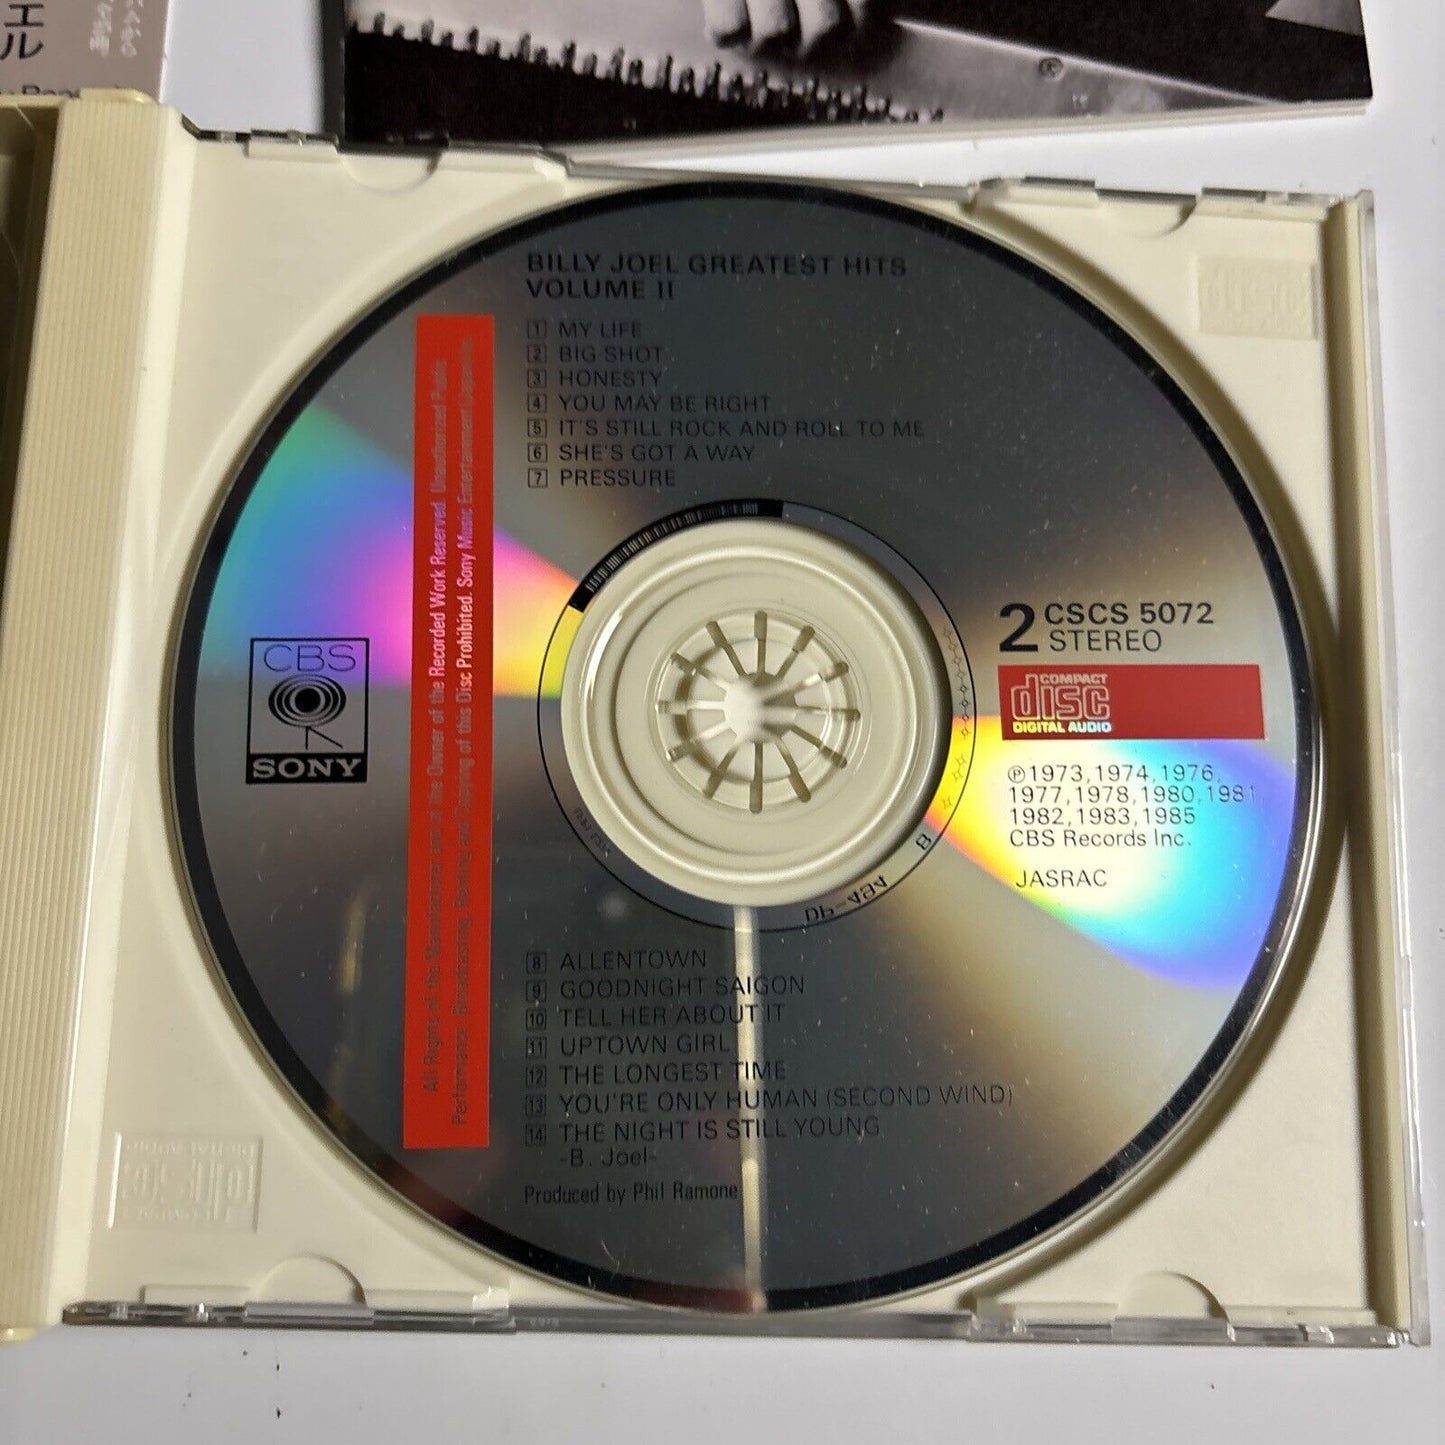 エル
BILLY JOEL GREATEST HITS
VOLUME II
1 MY LIFE
2 BIG SHOT
3 HONESTY
4 YOU MAY BE RIGHT
5 IT'S STILL ROCK AND ROLL TO ME
6 SHE'S GOT A WAY
7 PRESSURE
All Rights of the Manufacturer and of the Owner of the Recorded Work Reserved. Unauthorized Public
Performance. Broadcasting. Renting and Copying of this Disc Prohibited. Sony Music Entertainment
CBS
SONY
2 CSCS 5072
STEREO
COMPACT
disc
DIGITAL AUDIO
℗1973,1974,1976,
1977,1978,1980,1981,
1982,1983,1985
CBS Records Inc.
JASRAC
8 ALLENTOWN
9 GOODNIGHT SAIGON
10 TELL HER ABOUT IT
11 UPTOWN GIRL
12 THE LONGEST TIME
13 YOU'RE ONLY HUMAN (SECOND WIND)
14 THE NIGHT IS STILL YOUNG
-B. Joel-
Produced by Phil Ramone
COMPACT
disc
DIGITAL AUDIO